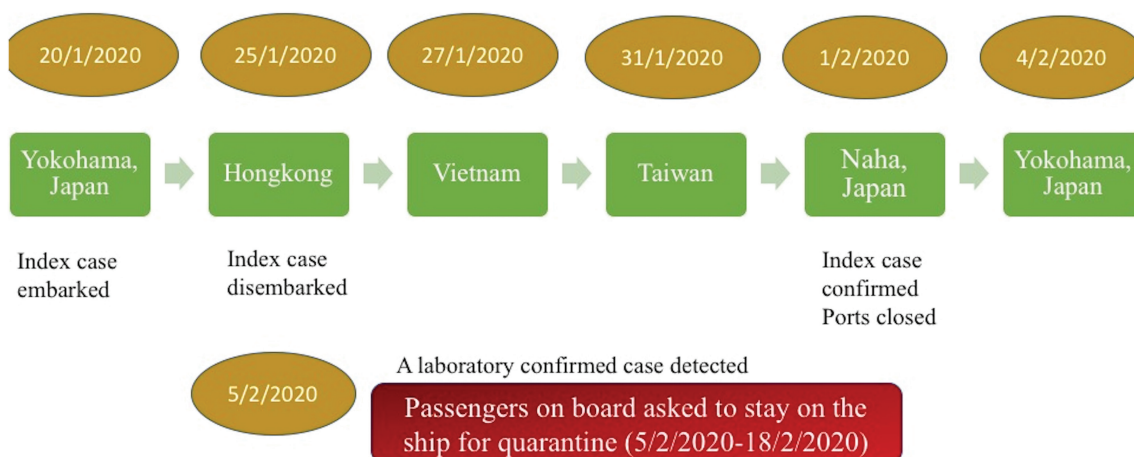 20/1/2020
25/1/2020
27/1/2020
31/1/2020
1/2/2020
4/2/2020
Yokohama,
Japan
Hongkong
Vietnam
Taiwan
Naha,
Japan
Yokohama,
Japan
Index case
embarked
Index case
disembarked
Index case
confirmed
Ports closed
5/2/2020
A laboratory confirmed case detected
Passengers on board asked to stay on the
ship for quarantine (5/2/2020-18/2/2020)